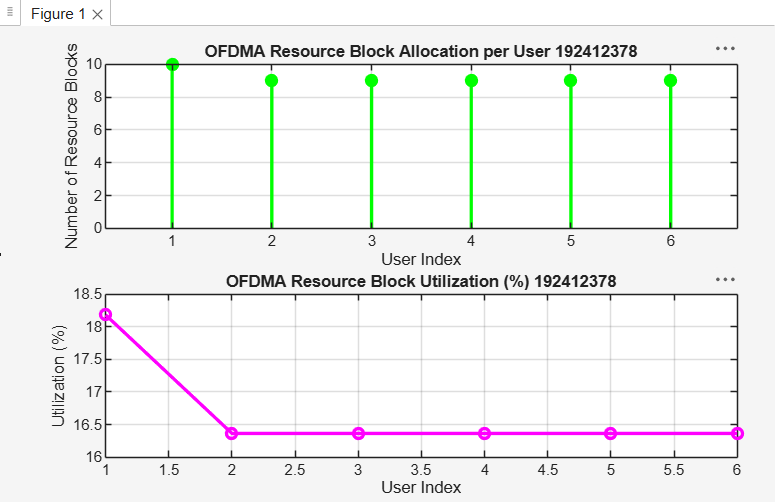 Figure 1
OFDMA Resource Block Allocation per User 192412378
Number of Resource Blocks
10
8
6
4
2
0
1 2 3 4 5 6
User Index
OFDMA Resource Block Utilization (%) 192412378
Utilization (%)
18.5
18
17.5
17
16.5
16
1 1.5 2 2.5 3 3.5 4 4.5 5 5.5 6
User Index